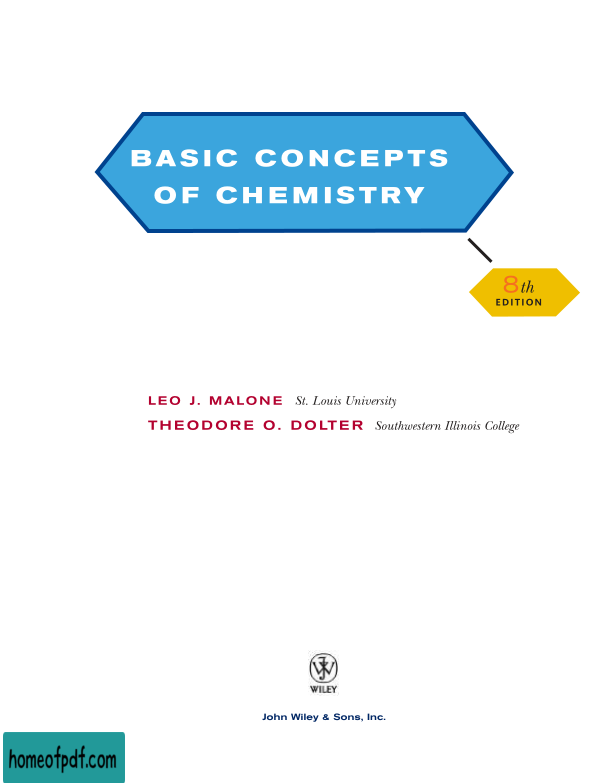 BASIC CONCEPTS
OF CHEMISTRY
8th
EDITION
LEO J. MALONE St. Louis University
THEODORE O. DOLTER Southwestern Illinois College
WILEY
John Wiley & Sons, Inc.
homeofpdf.com